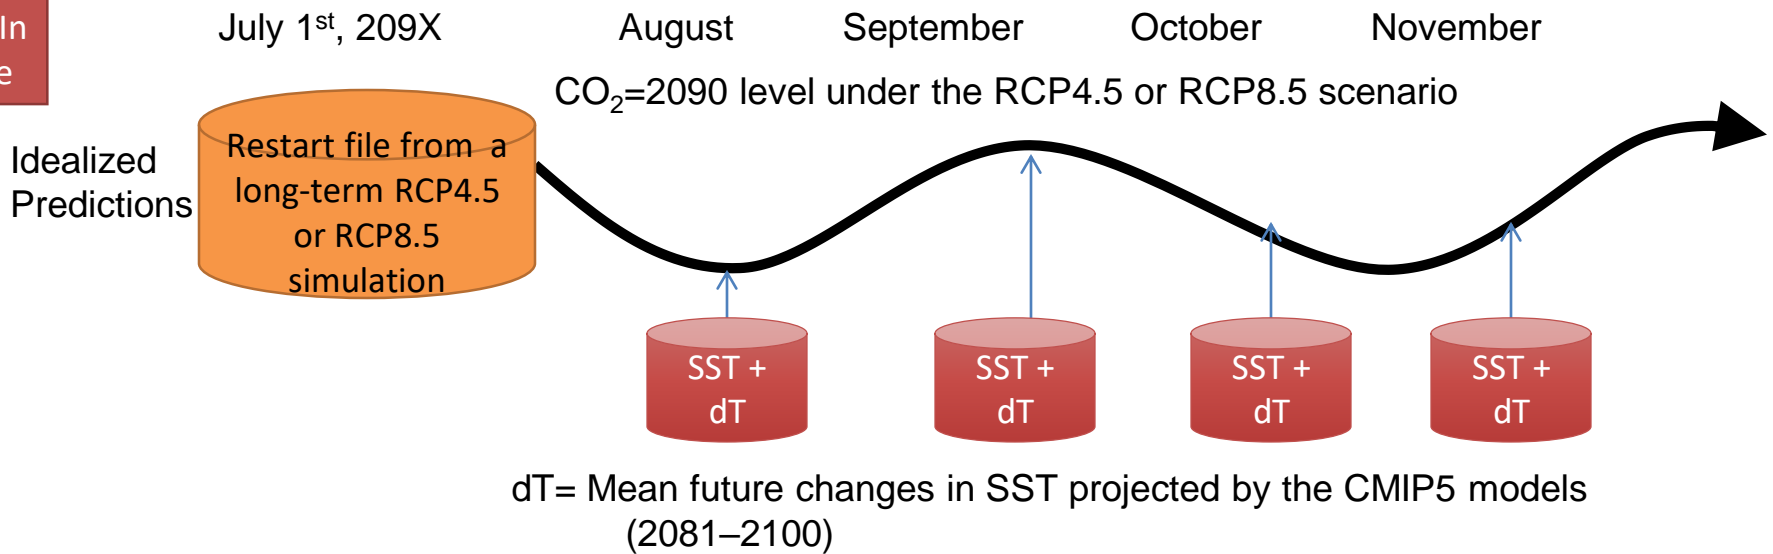 In
e
July 1st, 209X August September October November
CO2=2090 level under the RCP4.5 or RCP8.5 scenario
Idealized
Predictions
Restart file from a
long-term RCP4.5
or RCP8.5
simulation
SST +
dT
SST +
dT
SST +
dT
SST +
dT
dT= Mean future changes in SST projected by the CMIP5 models
(2081–2100)